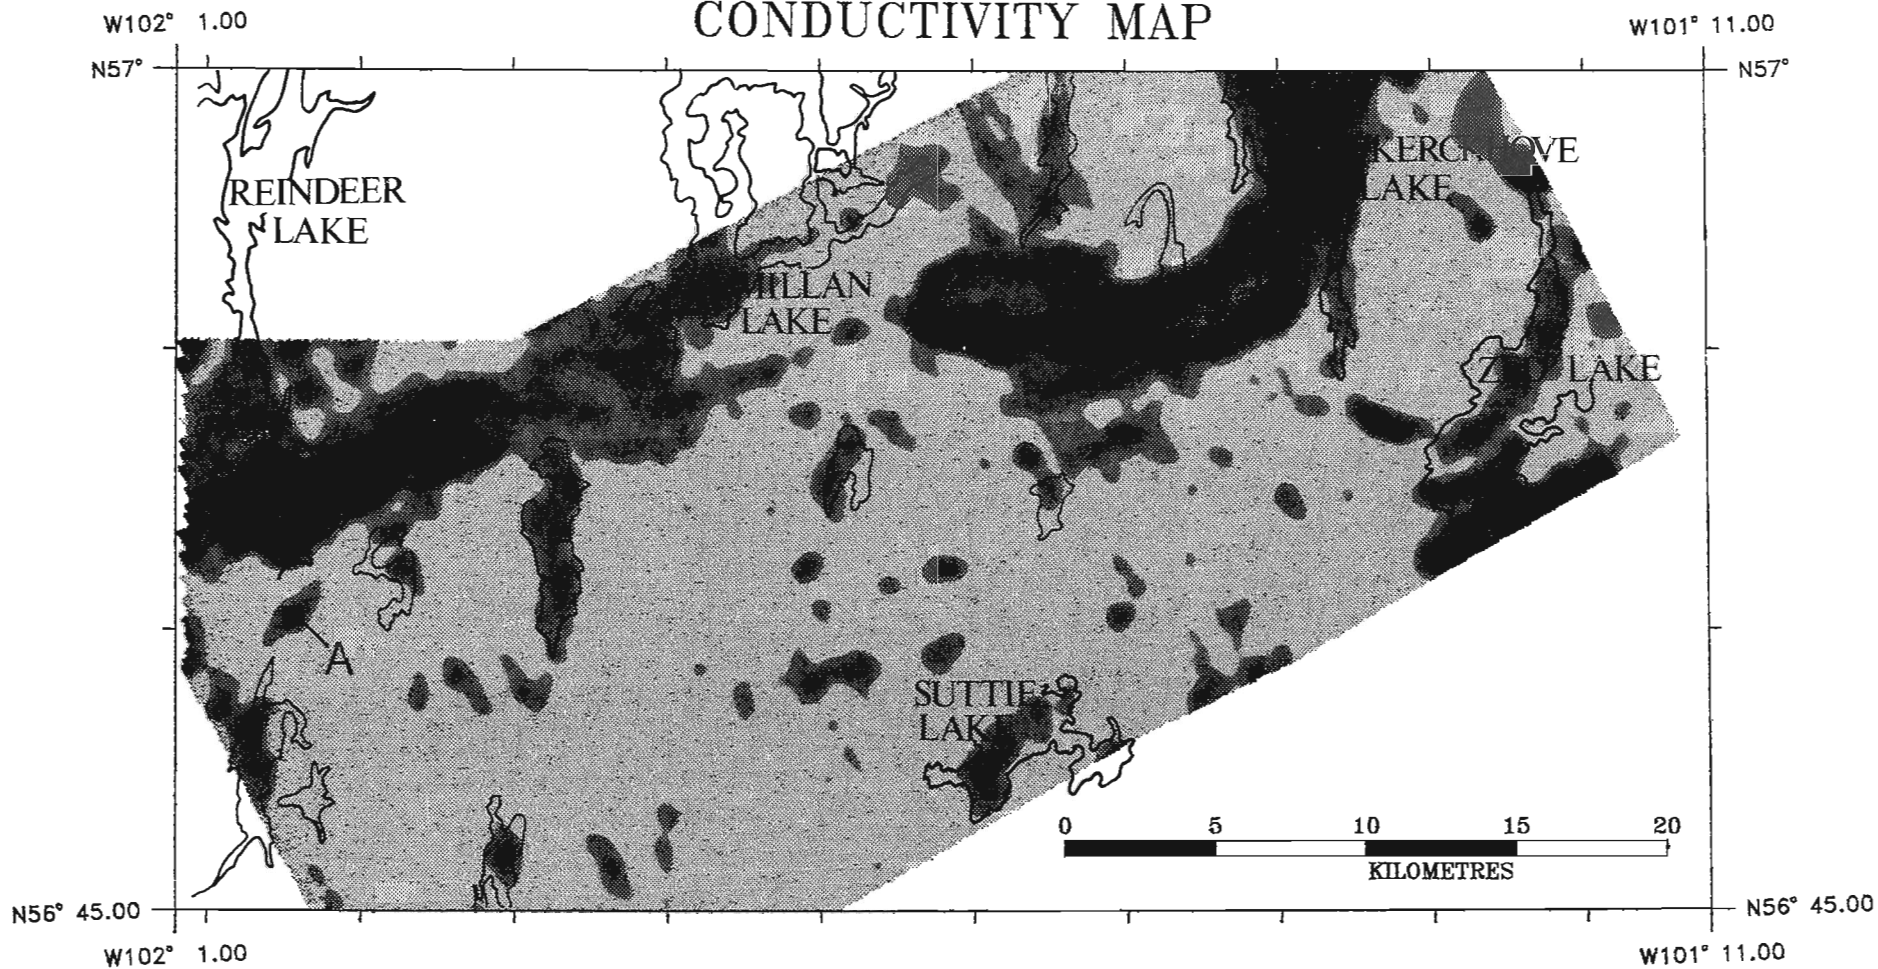 CONDUCTIVITY MAP
W102° 1.00
W101° 11.00
N57°
N57°
REINDEER
LAKE
LAKE
MILLAN
LAKE
ZED LAKE
A
SUTTIE
LAKE
0 5 10 15 20
KILOMETRES
N56° 45.00
N56° 45.00
W102° 1.00
W101° 11.00